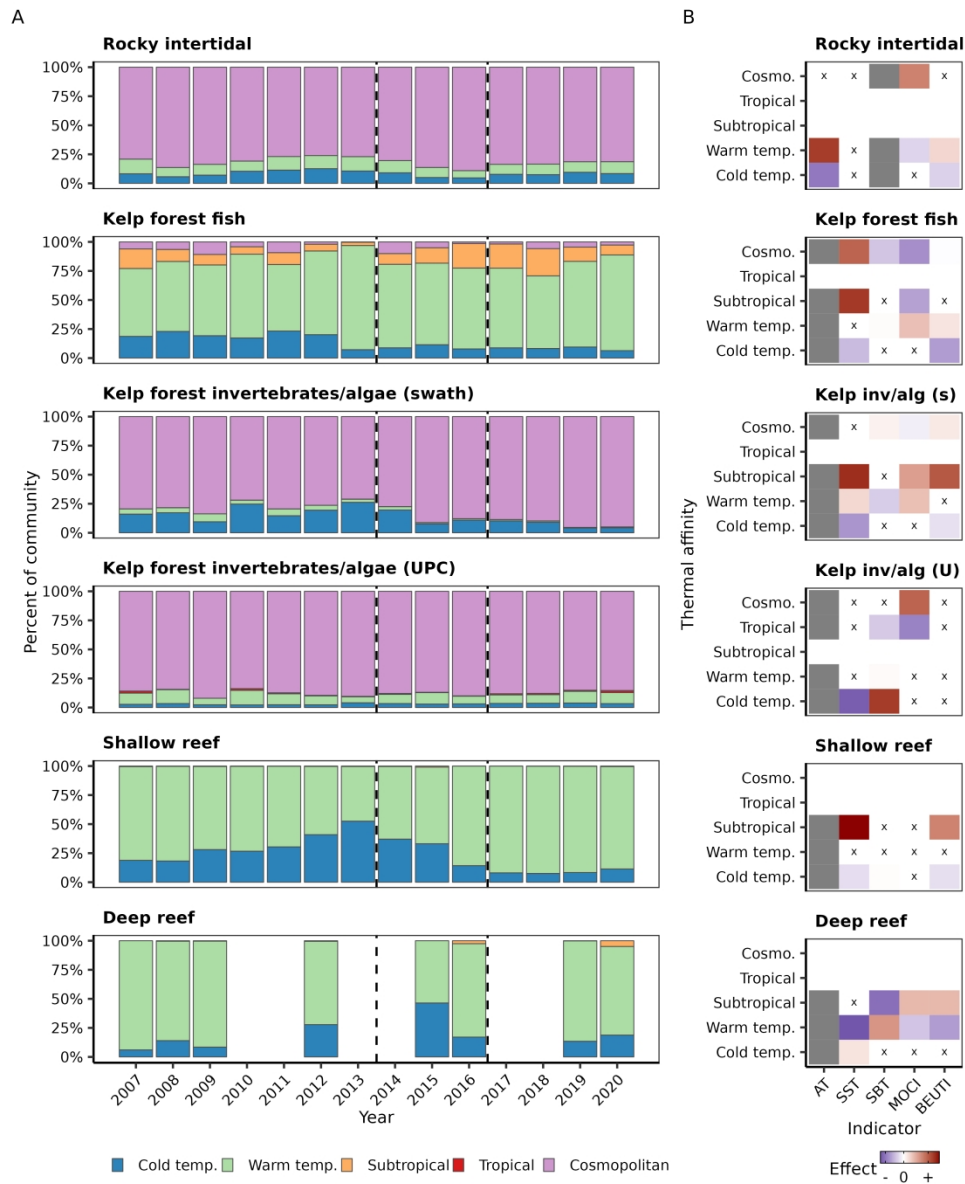 A
B
Rocky intertidal
100%
75%
50%
25%
0%
Kelp forest fish
100%
75%
50%
25%
0%
Kelp forest invertebrates/algae (swath)
100%
75%
50%
25%
0%
Kelp forest invertebrates/algae (UPC)
100%
75%
50%
25%
0%
Shallow reef
100%
75%
50%
25%
0%
Deep reef
100%
75%
50%
25%
0%
Percent of community
2007 2008 2009 2010 2011 2012 2013 2014 2015 2016 2017 2018 2019 2020
Year
Cold temp. Warm temp. Subtropical Tropical Cosmopolitan
Rocky intertidal
Cosmo. x x x
Tropical
Subtropical
Warm temp. x
Cold temp. x x
Kelp forest fish
Cosmo.
Tropical
Subtropical x x
Warm temp. x
Cold temp. x x
Kelp inv/alg (s)
Cosmo. x
Tropical
Subtropical x
Warm temp. x
Cold temp. x x
Kelp inv/alg (U)
Cosmo. x x x
Tropical x x
Subtropical
Warm temp. x x x
Cold temp. x x
Shallow reef
Cosmo.
Tropical
Subtropical x x
Warm temp. x x x x
Cold temp. x
Deep reef
Cosmo.
Tropical
Subtropical x
Warm temp.
Cold temp. x x x
Thermal affinity
AT SST SBT MOCI BEUTI
Indicator
Effect
- 0 +